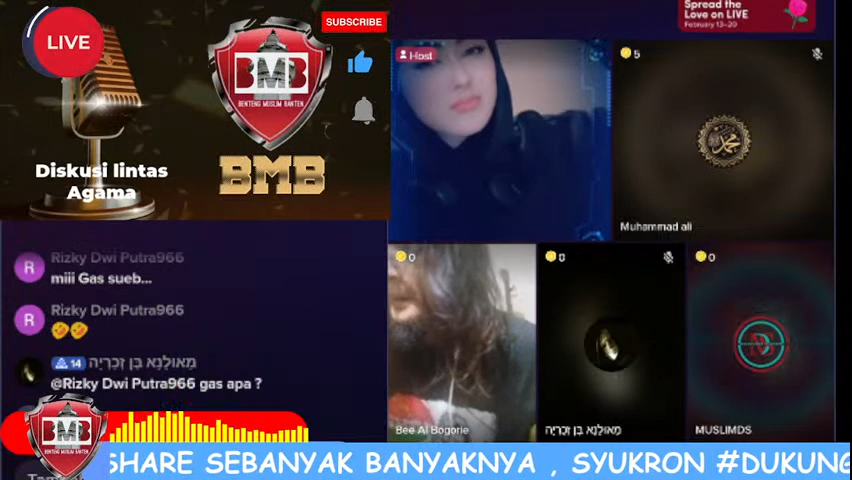 LIVE
SUBSCRIBE
BMB
BENTENG MUSLIM BANTEN
BMB
Diskusi lintas
Agama
Spread the
Love on LIVE
February 13–20
Host
5
Muhammad ali
R
Rizky Dwi Putra966
miii Gas sueb...
R
Rizky Dwi Putra966
14 מַאוּלָנָא בֶּן זְכַרְיָה
@Rizky Dwi Putra966 gas apa ?
0
Bee Al Bogorie
0
מַאוּלָנָא בֶּן זְכַרְיָה
0
MUSLIMDS
BMB
SHARE SEBANYAK BANYAKNYA , SYUKRON #DUKUNG